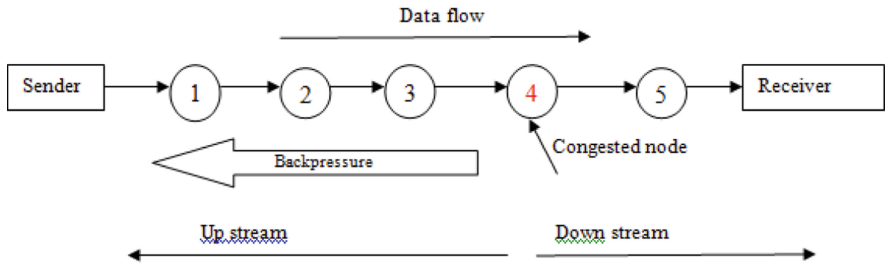 Data flow
Sender
1
2
3
4
5
Receiver
Congested node
Backpressure
Up stream
Down stream